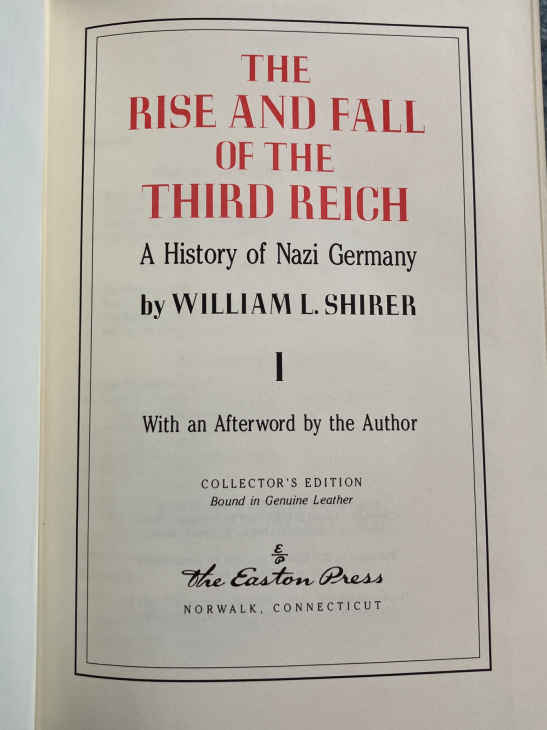 THE
RISE AND FALL
OF THE
THIRD REICH
A History of Nazi Germany
by WILLIAM L. SHIRER
I
With an Afterword by the Author
COLLECTOR'S EDITION
Bound in Genuine Leather
E
P
The Easton Press
NORWALK, CONNECTICUT